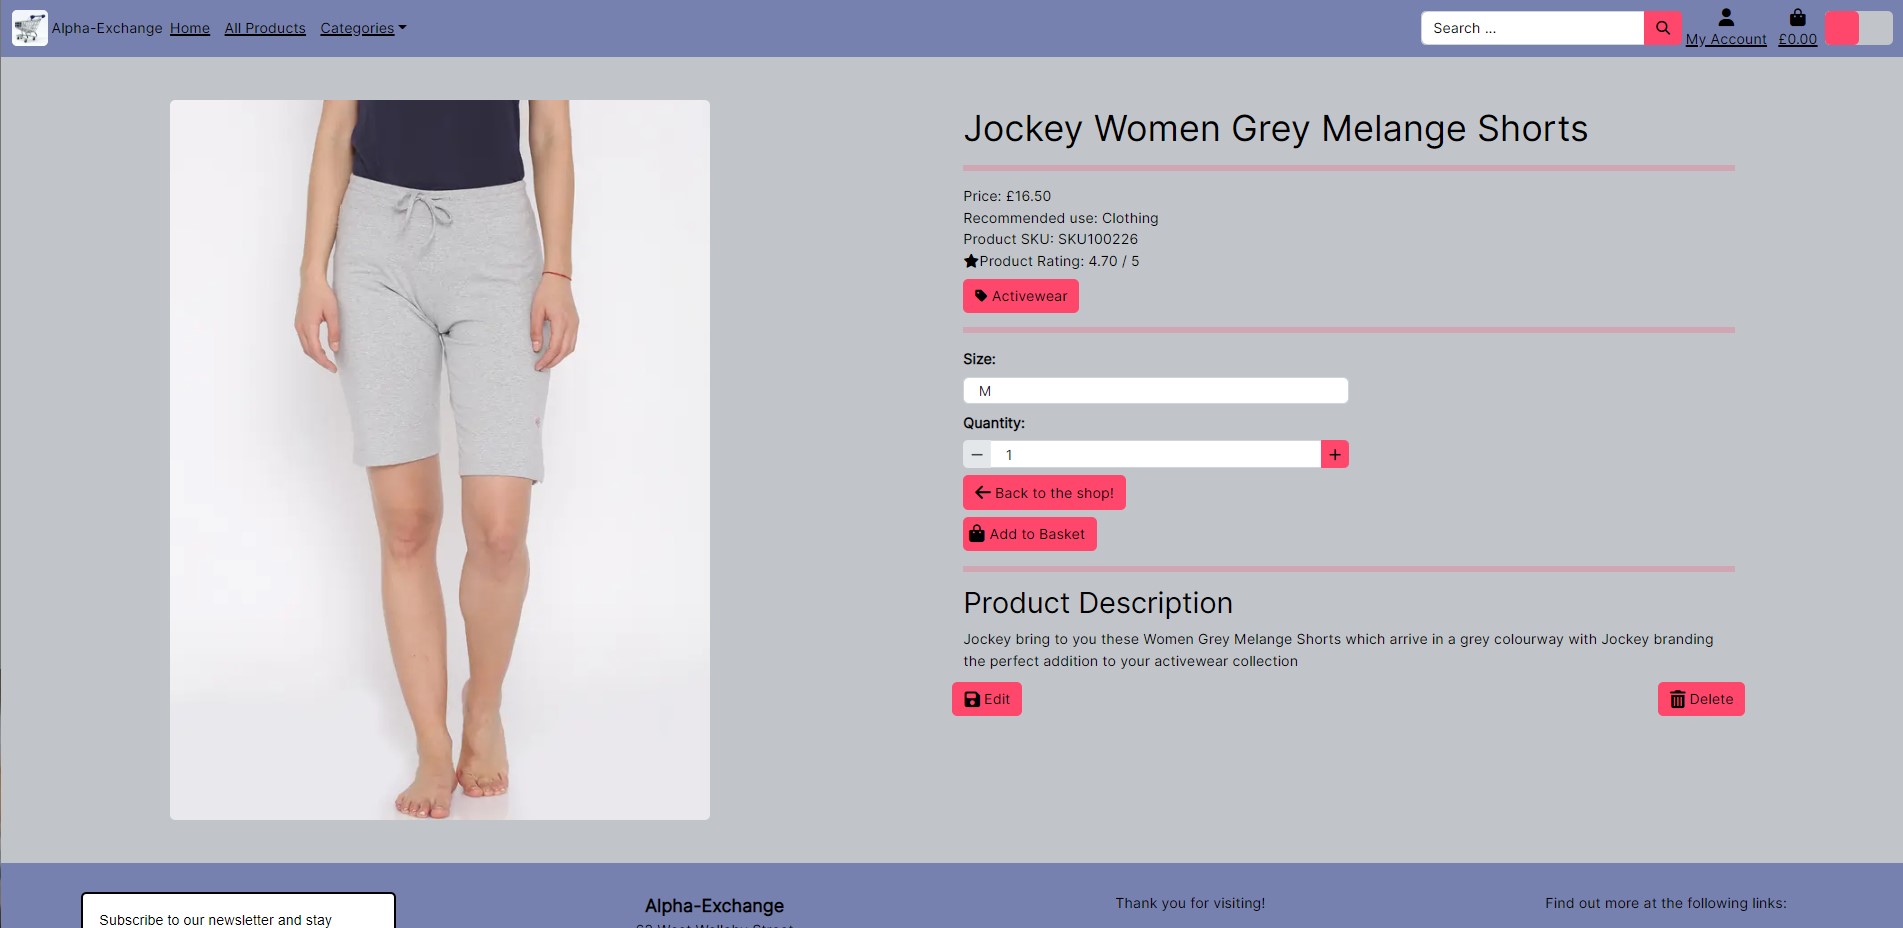 Alpha-Exchange Home All Products Categories
Search ...
My Account £0.00
Jockey Women Grey Melange Shorts
Price: £16.50
Recommended use: Clothing
Product SKU: SKU100226
Product Rating: 4.70 / 5
Activewear
Size:
M
Quantity:
1
Back to the shop!
Add to Basket
Product Description
Jockey bring to you these Women Grey Melange Shorts which arrive in a grey colourway with Jockey branding
the perfect addition to your activewear collection
Edit
Delete
Subscribe to our newsletter and stay
Alpha-Exchange
Thank you for visiting!
Find out more at the following links: